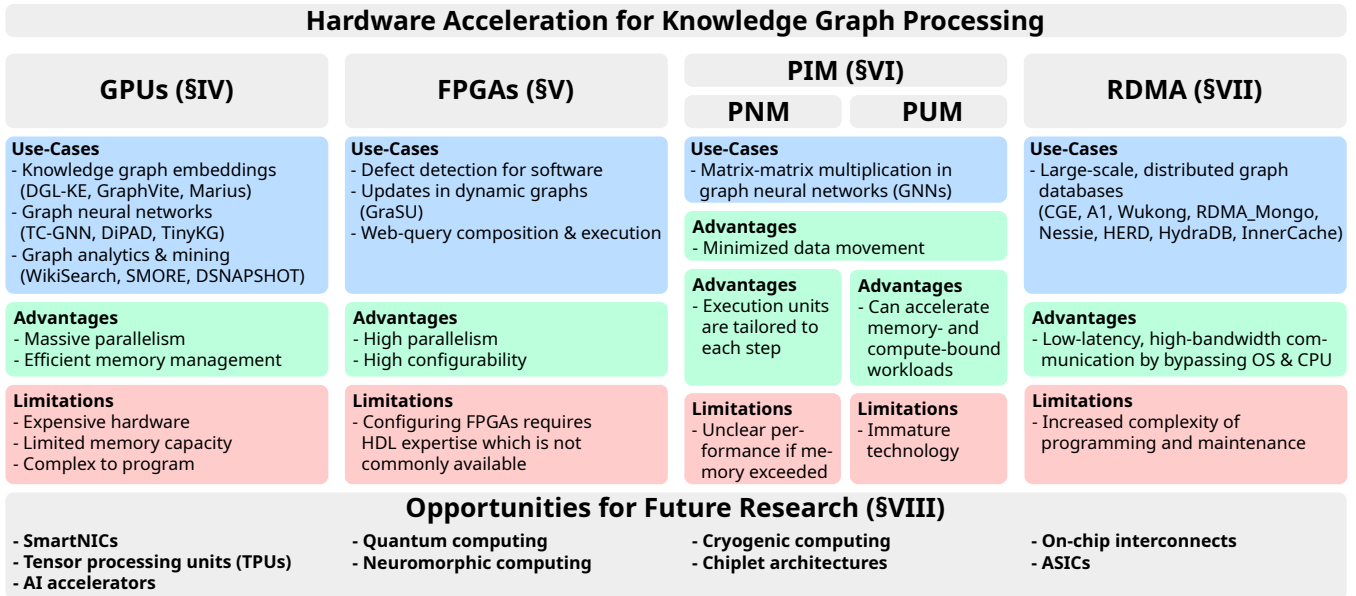 Hardware Acceleration for Knowledge Graph Processing
GPUs (§IV)
Use-Cases
- Knowledge graph embeddings
(DGL-KE, GraphVite, Marius)
- Graph neural networks
(TC-GNN, DiPAD, TinyKG)
- Graph analytics & mining
(WikiSearch, SMORE, DSNAPSHOT)
Advantages
- Massive parallelism
- Efficient memory management
Limitations
- Expensive hardware
- Limited memory capacity
- Complex to program
FPGAs (§V)
Use-Cases
- Defect detection for software
- Updates in dynamic graphs
(GraSU)
- Web-query composition & execution
Advantages
- High parallelism
- High configurability
Limitations
- Configuring FPGAs requires
HDL expertise which is not
commonly available
PIM (§VI)
PNM
PUM
Use-Cases
- Matrix-matrix multiplication in
graph neural networks (GNNs)
Advantages
- Minimized data movement
Advantages
- Execution units
are tailored to
each step
Limitations
- Unclear per-
formance if me-
mory exceeded
Advantages
- Can accelerate
memory- and
compute-bound
workloads
Limitations
- Immature
technology
RDMA (§VII)
Use-Cases
- Large-scale, distributed graph
databases
(CGE, A1, Wukong, RDMA_Mongo,
Nessie, HERD, HydraDB, InnerCache)
Advantages
- Low-latency, high-bandwidth com-
munication by bypassing OS & CPU
Limitations
- Increased complexity of
programming and maintenance
Opportunities for Future Research (§VIII)
- SmartNICs
- Tensor processing units (TPUs)
- AI accelerators
- Quantum computing
- Neuromorphic computing
- Cryogenic computing
- Chiplet architectures
- On-chip interconnects
- ASICs